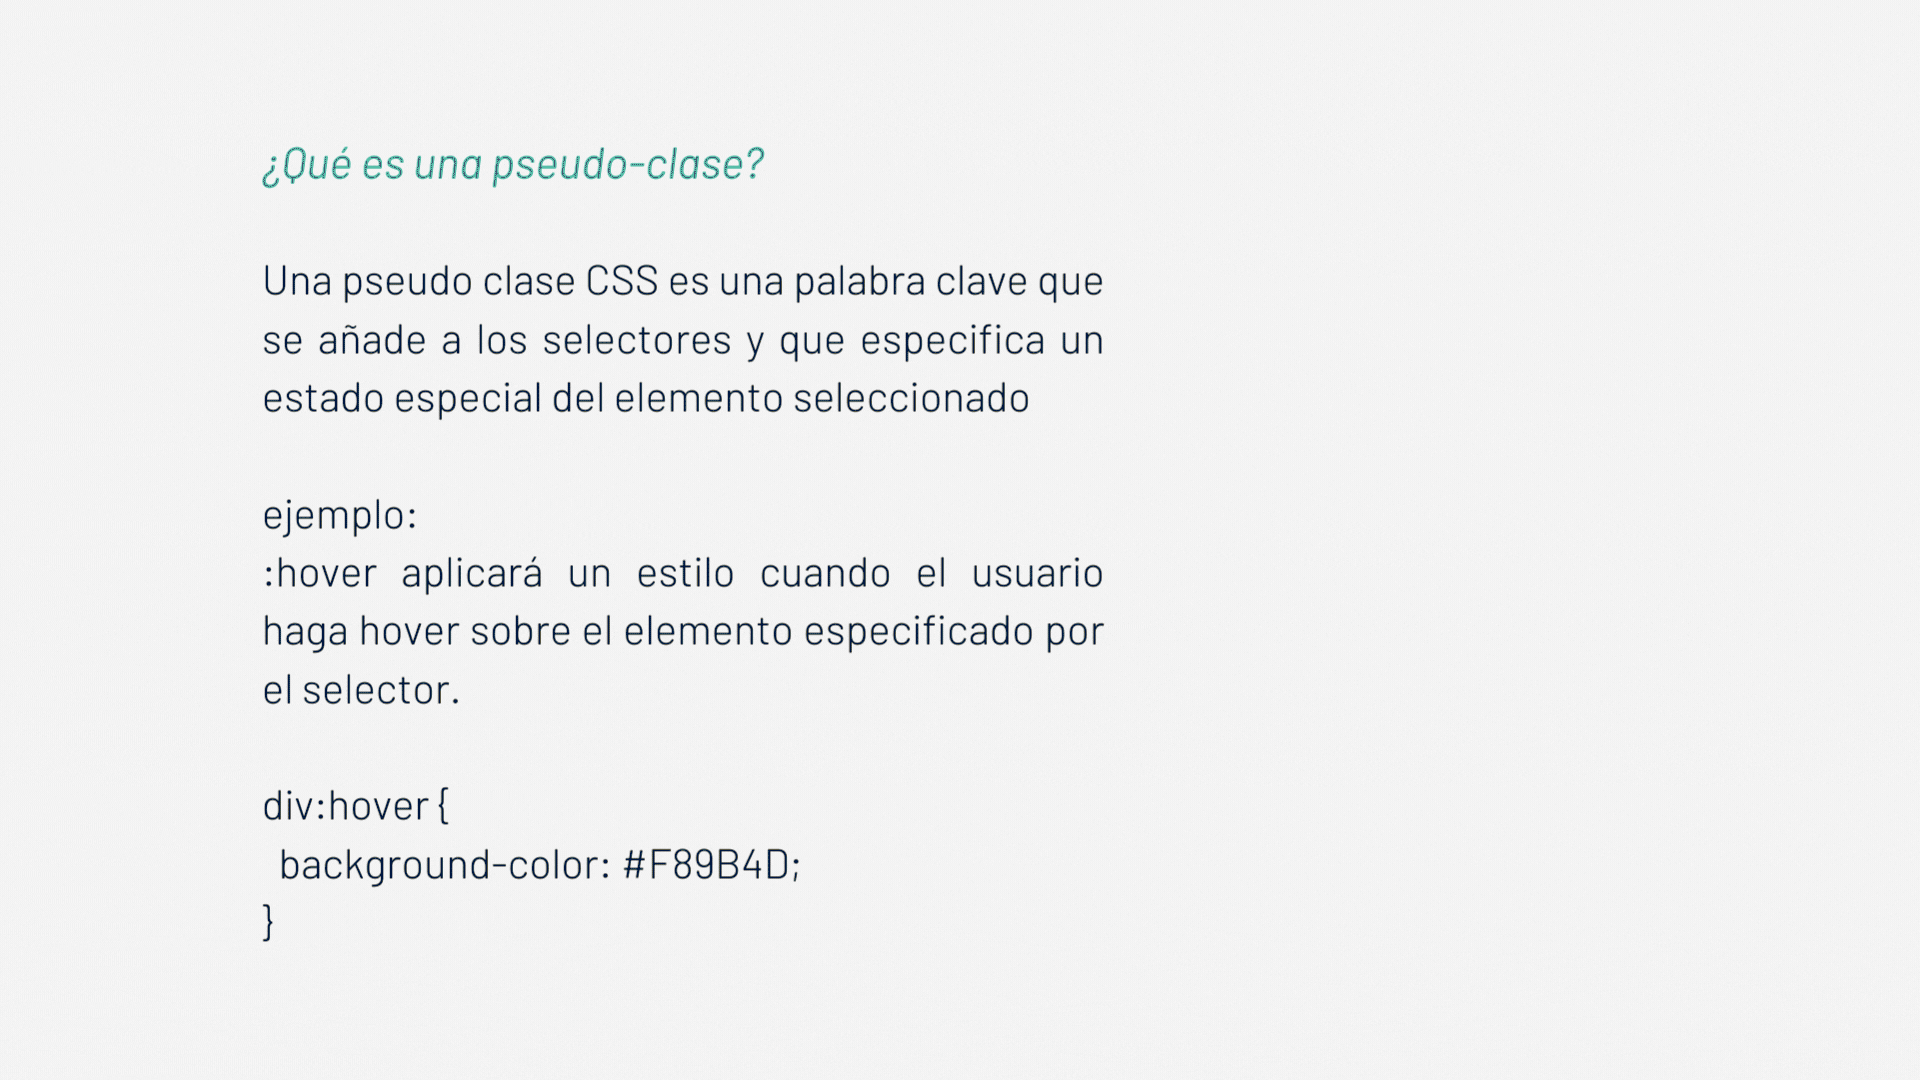 ¿Qué es una pseudo-clase?
Una pseudo clase CSS es una palabra clave que
se añade a los selectores y que especifica un
estado especial del elemento seleccionado
ejemplo:
:hover aplicará un estilo cuando el usuario
haga hover sobre el elemento especificado por
el selector.
div:hover {
  background-color: #F89B4D;
}